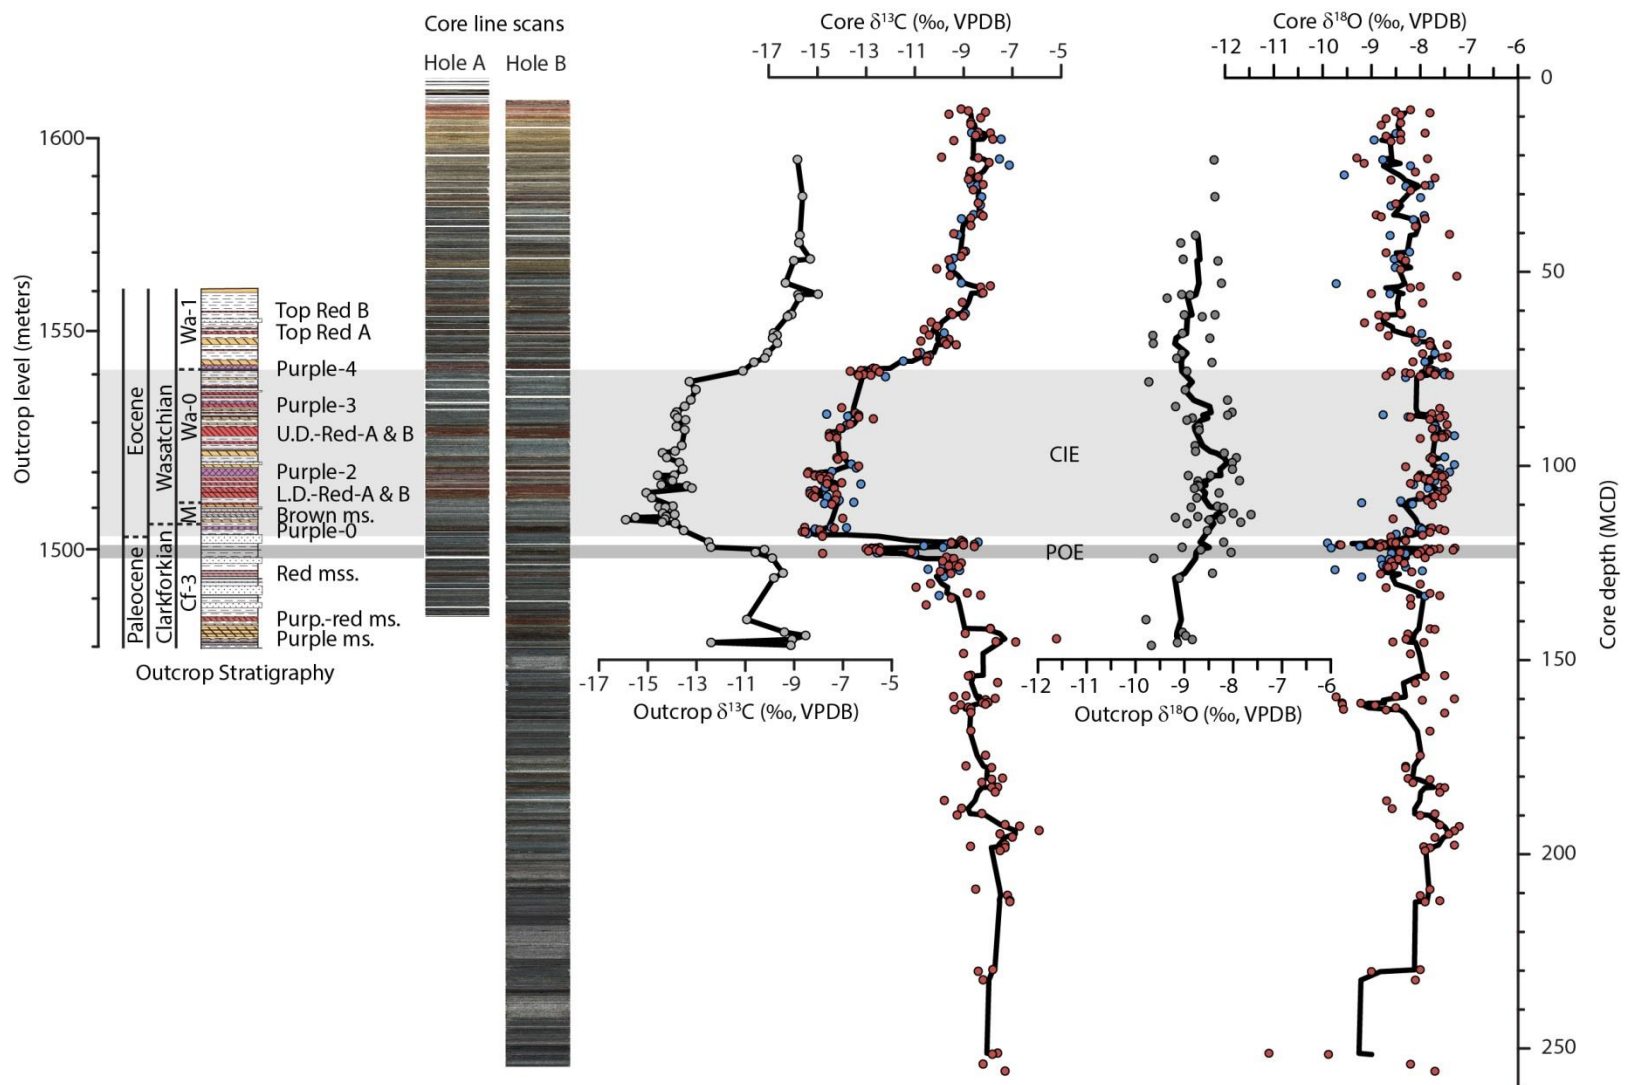 Core line scans
Hole A
Hole B
Core δ¹³C (‰, VPDB)
-17 -15 -13 -11 -9 -7 -5
Core δ¹⁸O (‰, VPDB)
-12 -11 -10 -9 -8 -7 -6
0
50
100
150
200
250
Core depth (MCD)
Outcrop level (meters)
1600
1550
1500
Paleocene
Eocene
Clarkforkian
Wasatchian
Cf-3
M
Wa-0
Wa-1
Top Red B
Top Red A
Purple-4
Purple-3
U.D.-Red-A & B
Purple-2
L.D.-Red-A & B
Brown ms.
Purple-0
Red mss.
Purp.-red ms.
Purple ms.
Outcrop Stratigraphy
CIE
POE
-17 -15 -13 -11 -9 -7 -5
Outcrop δ¹³C (‰, VPDB)
-12 -11 -10 -9 -8 -7 -6
Outcrop δ¹⁸O (‰, VPDB)